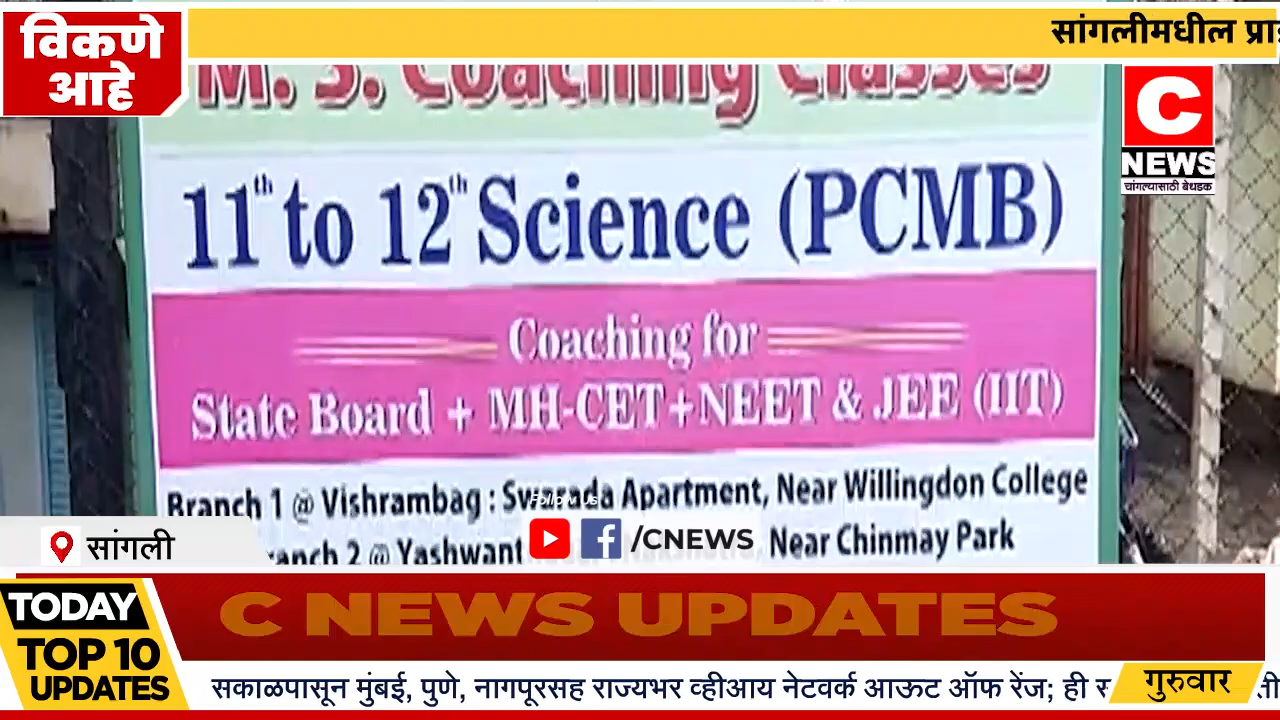 विकणे
आहे
सांगलीमधील
C
NEWS
चांगल्यासाठी बेधडक
M. S. Coaching Classes
11th to 12th Science (PCMB)
Coaching for
State Board + MH-CET+NEET & JEE (IIT)
Branch 1 @ Vishrambag : Swarada Apartment, Near Willingdon College
Branch 2 @ Yashwant Near Chinmay Park
Follow Us
/CNEWS
सांगली
C NEWS UPDATES
TODAY
TOP 10
UPDATES
सकाळपासून मुंबई, पुणे, नागपूरसह राज्यभर व्हीआय नेटवर्क आऊट ऑफ रेंज; ही
गुरुवार